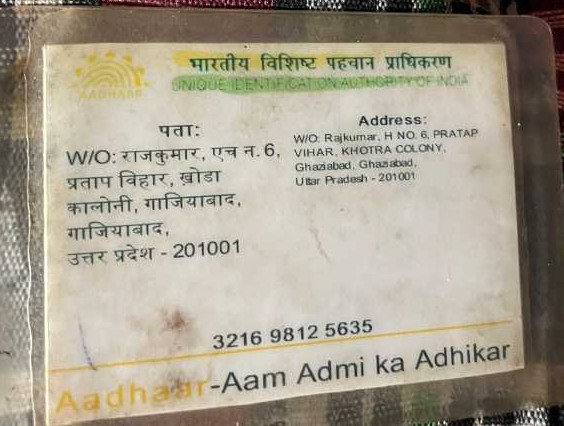 भारतीय विशिष्ट पहचान प्राधिकरण
UNIQUE IDENTIFICATION AUTHORITY OF INDIA
AADHAAR
पता:
W/O: राजकुमार, एच न. 6,
प्रताप विहार, खोडा
कालोनी, गाजियाबाद,
गाजियाबाद,
उत्तर प्रदेश - 201001
Address:
W/O: Rajkumar, H NO. 6, PRATAP
VIHAR, KHOTRA COLONY,
Ghaziabad, Ghaziabad,
Uttar Pradesh - 201001
3216 9812 5635
Aadhaar-Aam Admi ka Adhikar